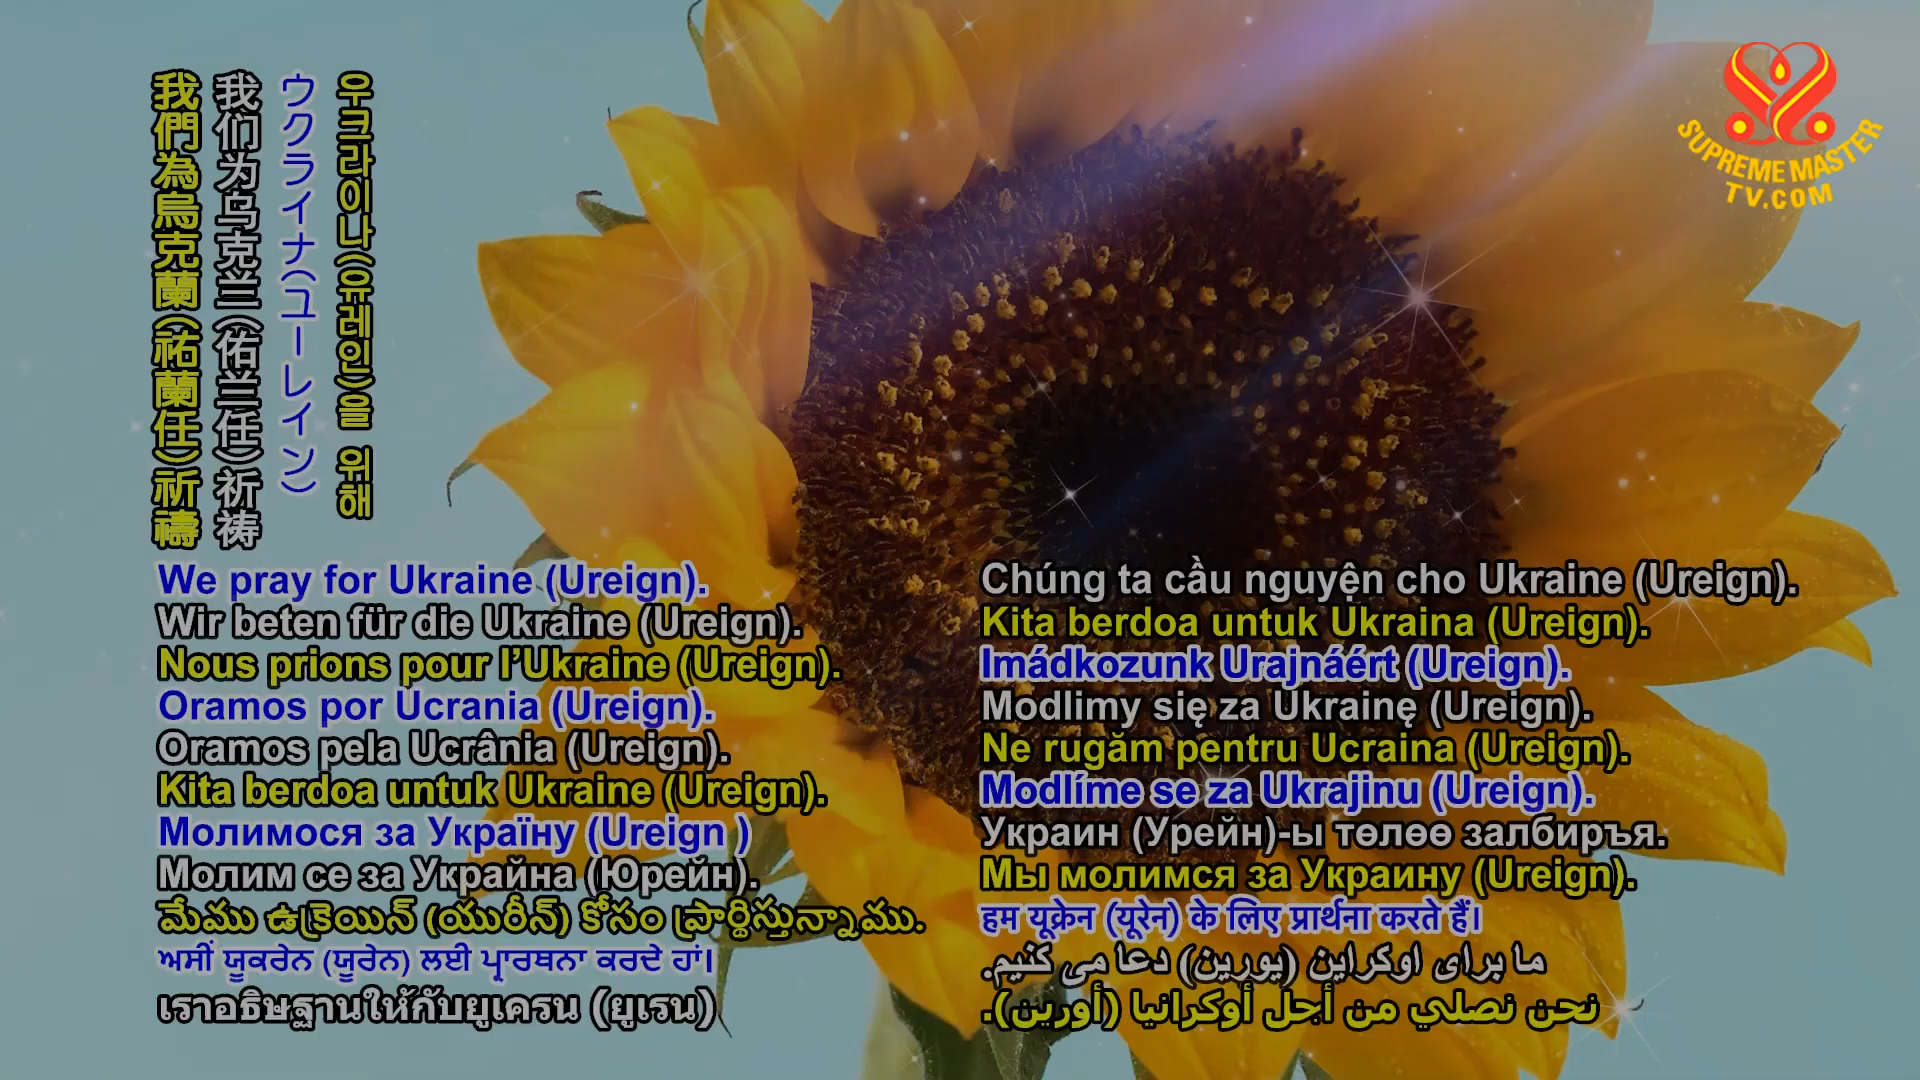 我們為烏克蘭(祐蘭任)祈禱
我们为乌克兰(佑兰任)祈祷
ウクライナ(ユーレイン)
우크라이나(유레인)을 위해
SUPREME MASTER
TV.COM
We pray for Ukraine (Ureign).
Wir beten für die Ukraine (Ureign).
Nous prions pour l’Ukraine (Ureign).
Oramos por Ucrania (Ureign).
Oramos pela Ucrânia (Ureign).
Kita berdoa untuk Ukraine (Ureign).
Молимося за Україну (Ureign )
Молим се за Украйна (Юрейн).
మేము ఉక్రెయిన్ (యురీన్) కోసం ప్రార్థిస్తున్నాము.
ਅਸੀਂ ਯੂਕਰੇਨ (ਯੂਰੇਨ) ਲਈ ਪ੍ਰਾਰਥਨਾ ਕਰਦੇ ਹਾਂ।
เราอธิษฐานให้กับยูเครน (ยูเรน)
Chúng ta cầu nguyện cho Ukraine (Ureign).
Kita berdoa untuk Ukraina (Ureign).
Imádkozunk Urajnáért (Ureign).
Modlimy się za Ukrainę (Ureign).
Ne rugăm pentru Ucraina (Ureign).
Modlíme se za Ukrajinu (Ureign).
Украин (Урейн)-ы төлөө залбиръя.
Мы молимся за Украину (Ureign).
हम यूक्रेन (यूरेन) के लिए प्रार्थना करते हैं।
ما برای اوکراین (یورین) دعا می کنیم.
نحن نصلي من أجل أوكرانيا (أورين).